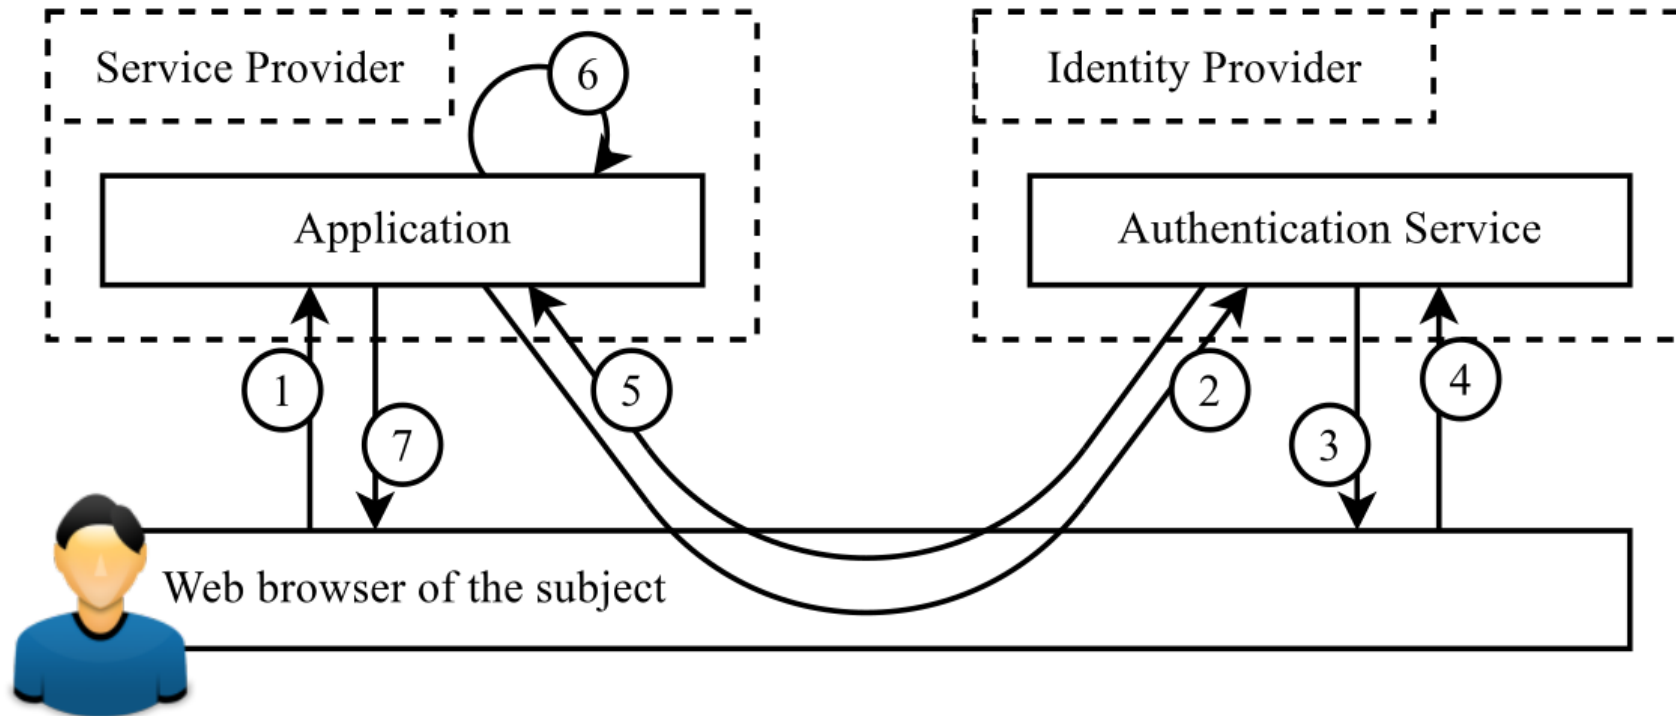 Service Provider
6
Identity Provider
Application
Authentication Service
1
7
5
2
3
4
Web browser of the subject